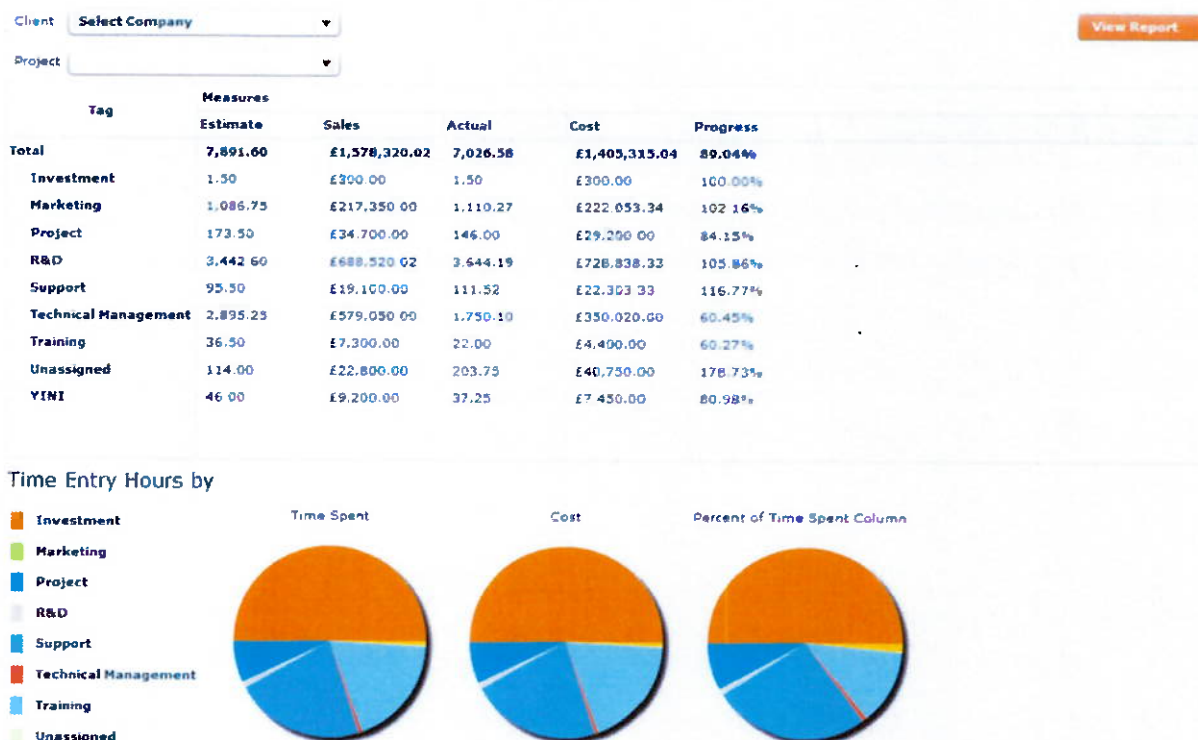 Client Select Company View Report
Project
Tag Measures
Estimate Sales Actual Cost Progress
Total 7,891.60 £1,578,320.02 7,026.58 £1,405,315.04 89.04%
Investment 1.50 £300.00 1.50 £300.00 100.00%
Marketing 1,086.75 £217,350.00 1,110.27 £222,053.34 102.16%
Project 173.50 £34,700.00 146.00 £29,200.00 84.15%
R&D 3,442.60 £688,520.02 3,644.19 £728,838.33 105.86%
Support 95.50 £19,100.00 111.52 £22,303.33 116.77%
Technical Management 2,895.25 £579,050.00 1,750.10 £350,020.00 60.45%
Training 36.50 £7,300.00 22.00 £4,400.00 60.27%
Unassigned 114.00 £22,800.00 203.75 £40,750.00 178.73%
YINI 46.00 £9,200.00 37.25 £7,450.00 80.98%
Time Entry Hours by
Time Spent Cost Percent of Time Spent Column
Investment
Marketing
Project
R&D
Support
Technical Management
Training
Unassigned